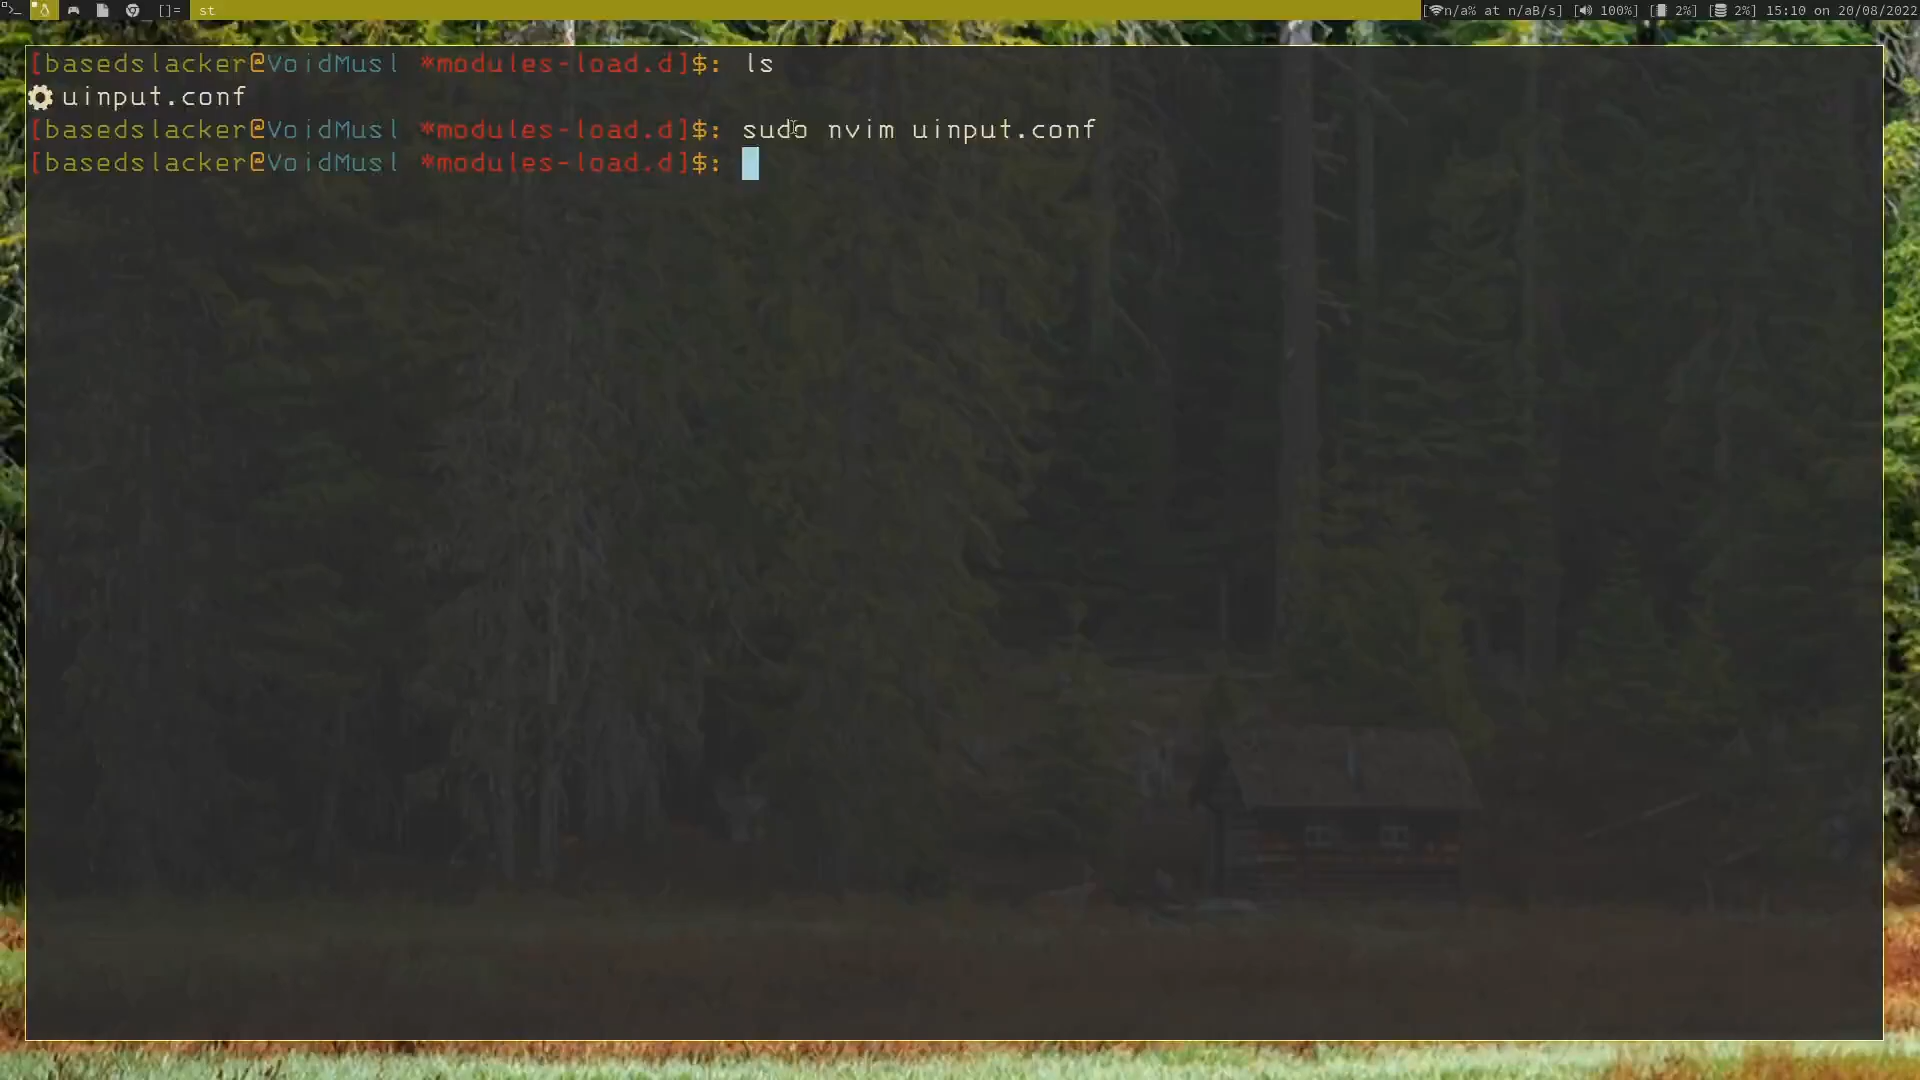 []= st [n/a% at n/aB/s] [100%] [2%] [2%] 15:10 on 20/08/2022
[basedslacker@VoidMusl *modules-load.d]$: ls
uinput.conf
[basedslacker@VoidMusl *modules-load.d]$: sudo nvim uinput.conf
[basedslacker@VoidMusl *modules-load.d]$: